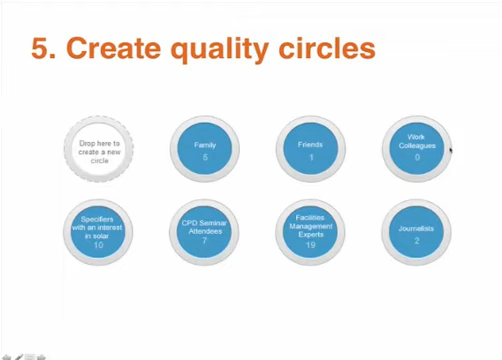 5. Create quality circles
Drop here to
create a new
circle
Family
5
Friends
1
Work
Colleagues
0
Specifiers
with an interest
in solar
10
CPD Seminar
Attendees
7
Facilities
Management
Experts
19
Journalists
2